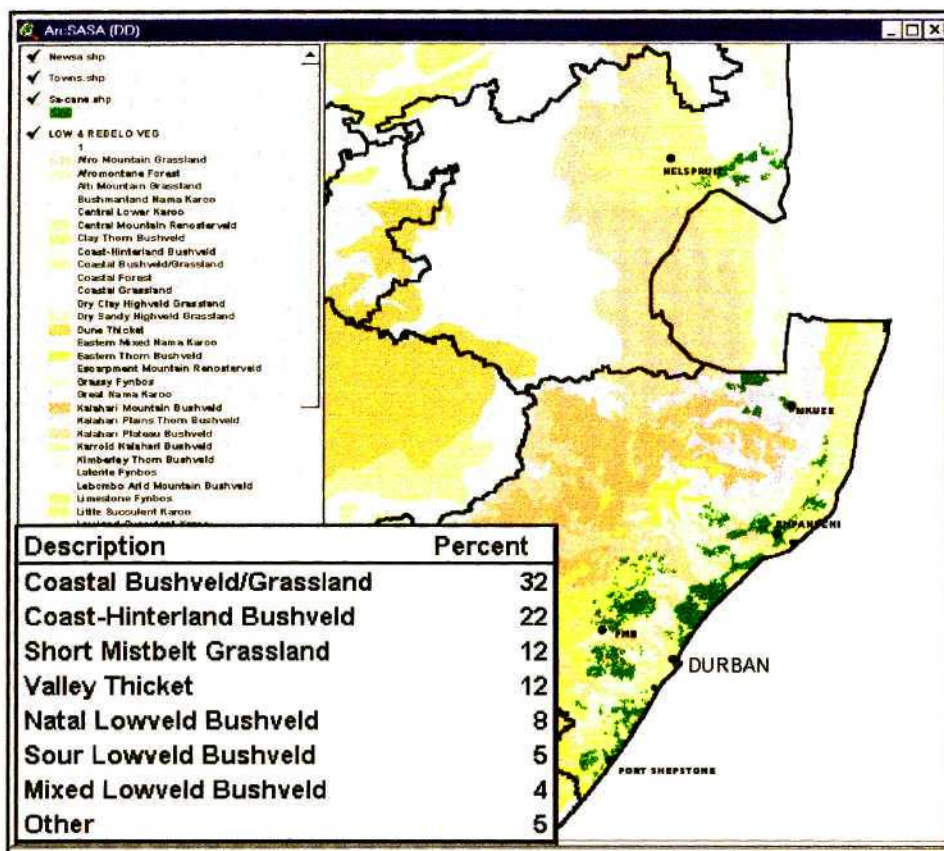 ArcSASA (DD)
Newsa.shp
Towns.shp
Sa-cane.shp
LOW & REBELO VEG
1
Afro Mountain Grassland
Afromontane Forest
Alti Mountain Grassland
Bushmanland Nama Karoo
Central Lower Karoo
Central Mountain Renosterveld
Clay Thorn Bushveld
Coast-Hinterland Bushveld
Coastal Bushveld/Grassland
Coastal Forest
Coastal Grassland
Dry Clay Highveld Grassland
Dry Sandy Highveld Grassland
Dune Thicket
Eastern Mixed Nama Karoo
Eastern Thorn Bushveld
Escarpment Mountain Renosterveld
Grassy Fynbos
Great Nama Karoo
Kalahari Mountain Bushveld
Kalahari Plains Thorn Bushveld
Kalahari Plateau Bushveld
Karroid Kalahari Bushveld
Kimberley Thorn Bushveld
Laterite Fynbos
Lebombo Arid Mountain Bushveld
Limestone Fynbos
Little Succulent Karoo
NELSPRUIT
MKUZE
EMPANGENI
PMB
DURBAN
PORT SHEPSTONE
Description Percent
Coastal Bushveld/Grassland 32
Coast-Hinterland Bushveld 22
Short Mistbelt Grassland 12
Valley Thicket 12
Natal Lowveld Bushveld 8
Sour Lowveld Bushveld 5
Mixed Lowveld Bushveld 4
Other 5